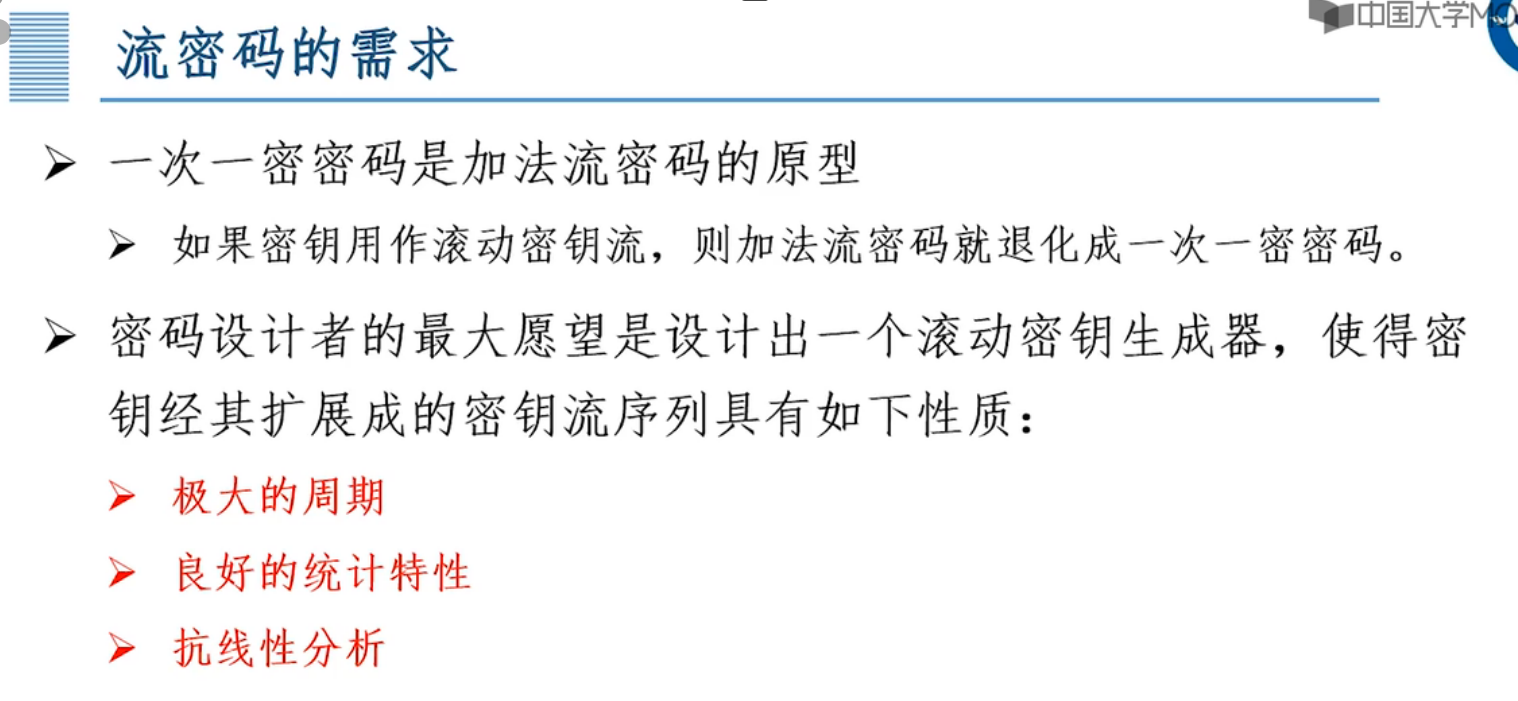 中国大学MO
流密码的需求
➢ 一次一密密码是加法流密码的原型
➢ 如果密钥用作滚动密钥流，则加法流密码就退化成一次一密密码。
➢ 密码设计者的最大愿望是设计出一个滚动密钥生成器，使得密
钥经其扩展成的密钥流序列具有如下性质：
➢ 极大的周期
➢ 良好的统计特性
➢ 抗线性分析